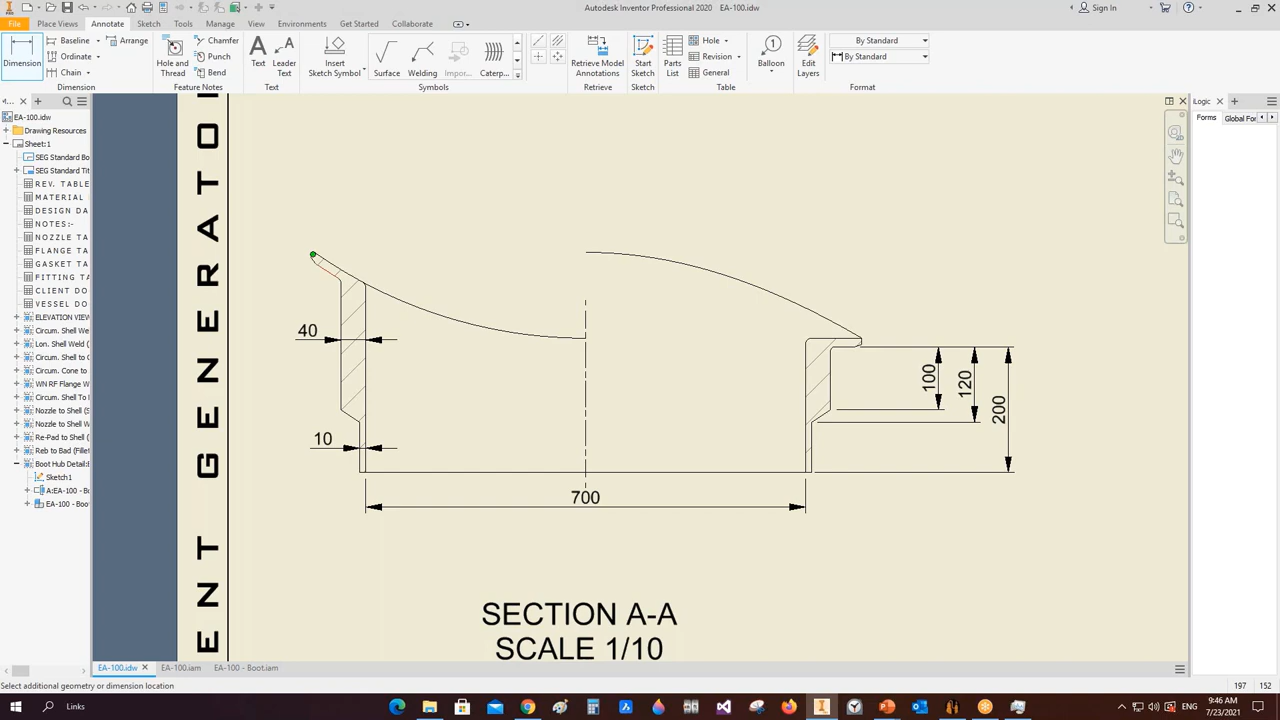 Autodesk Inventor Professional 2020 EA-100.idw
Sign In
File Place Views Annotate Sketch Tools Manage View Environments Get Started Collaborate
Dimension
Baseline
Ordinate
Chain
Arrange
Dimension
Hole and
Thread
Chamfer
Punch
Bend
Feature Notes
Text
Leader
Text
Text
Insert
Sketch Symbol
Surface
Welding
Impor...
Caterp...
Symbols
Retrieve Model
Annotations
Retrieve
Start
Sketch
Sketch
Parts
List
Hole
Revision
General
Table
Balloon
Edit
Layers
By Standard
By Standard
Format
EA-100.idw
Drawing Resources
Sheet:1
SEG Standard Bo
SEG Standard Tit
REV. TABLE
MATERIAL
DESIGN DA
NOTES:-
NOZZLE TA
FLANGE TA
GASKET TA
FITTING TA
CLIENT DO
VESSEL DO
ELEVATION VIEW
Circum. Shell We
Lon. Shell Weld (
Circum. Shell to C
Circum. Cone to
WN RF Flange W
Circum. Shell To
Nozzle to Shell (S
Nozzle to Shell w
Re-Pad to Shell (
Reb to Bad (Fillet
Boot Hub Detail:E
Sketch1
A:EA-100 - Bo
EA-100 - Boo
ENT GENERATO
40
10
700
100
120
200
SECTION A-A
SCALE 1/10
iLogic
Forms Global For
EA-100.idw EA-100.iam EA-100 - Boot.iam
Select additional geometry or dimension location
197 152
Links
9:46 AM
7/23/2021